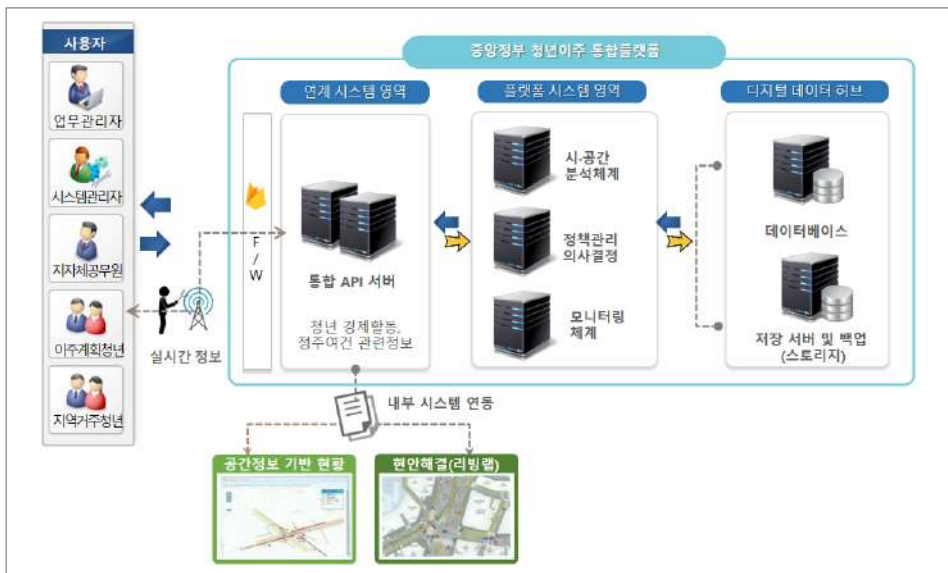 사용자
업무관리자
시스템관리자
지자체공무원
이주계획청년
지역거주청년
실시간 정보
중앙정부 청년이주 통합플랫폼
F
/
W
연계 시스템 영역
통합 API 서버
청년 경제활동,
정주여건 관련정보
플랫폼 시스템 영역
시·공간
분석체계
정책관리
의사결정
모니터링
체계
디지털 데이터 허브
데이터베이스
저장 서버 및 백업
(스토리지)
내부 시스템 연동
공간정보 기반 현황
현안해결(리빙랩)